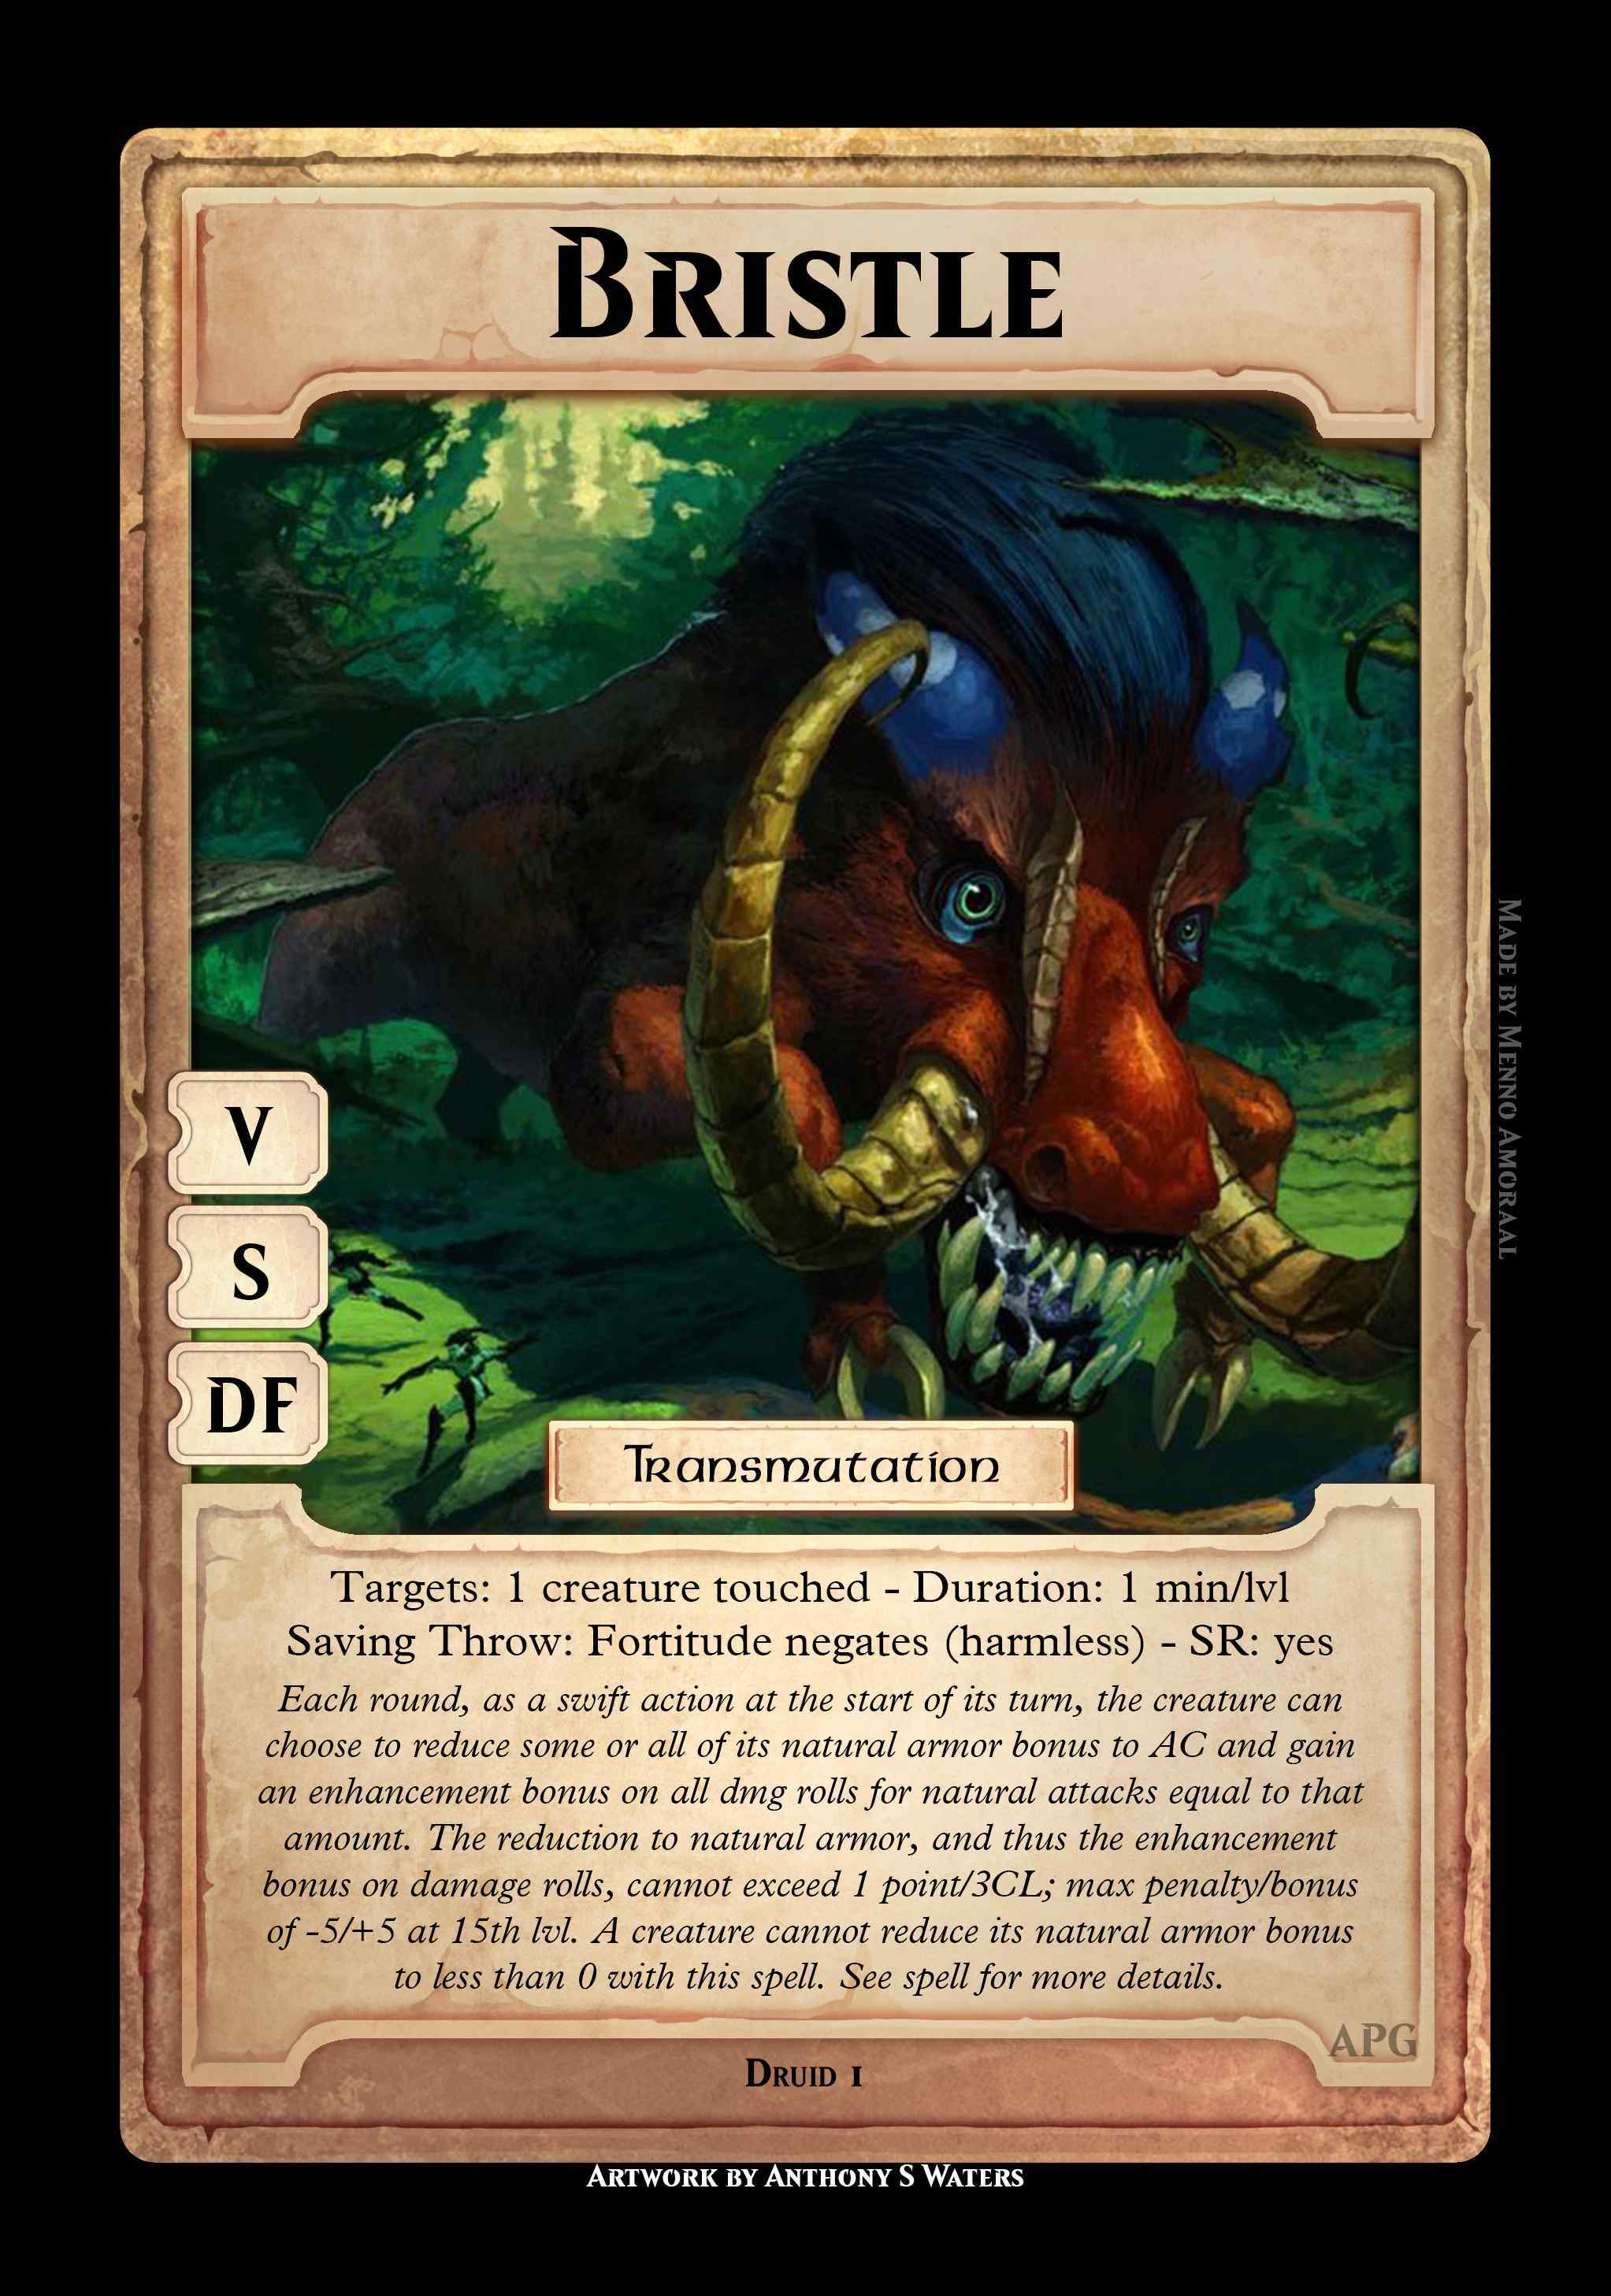 Bristle
V
S
DF
Transmutation
Targets: 1 creature touched - Duration: 1 min/lvl
Saving Throw: Fortitude negates (harmless) - SR: yes
Each round, as a swift action at the start of its turn, the creature can
choose to reduce some or all of its natural armor bonus to AC and gain
an enhancement bonus on all dmg rolls for natural attacks equal to that
amount. The reduction to natural armor, and thus the enhancement
bonus on damage rolls, cannot exceed 1 point/3CL; max penalty/bonus
of -5/+5 at 15th lvl. A creature cannot reduce its natural armor bonus
to less than 0 with this spell. See spell for more details.
APG
Druid 1
Artwork by Anthony S Waters
Made by Menno Amoraal